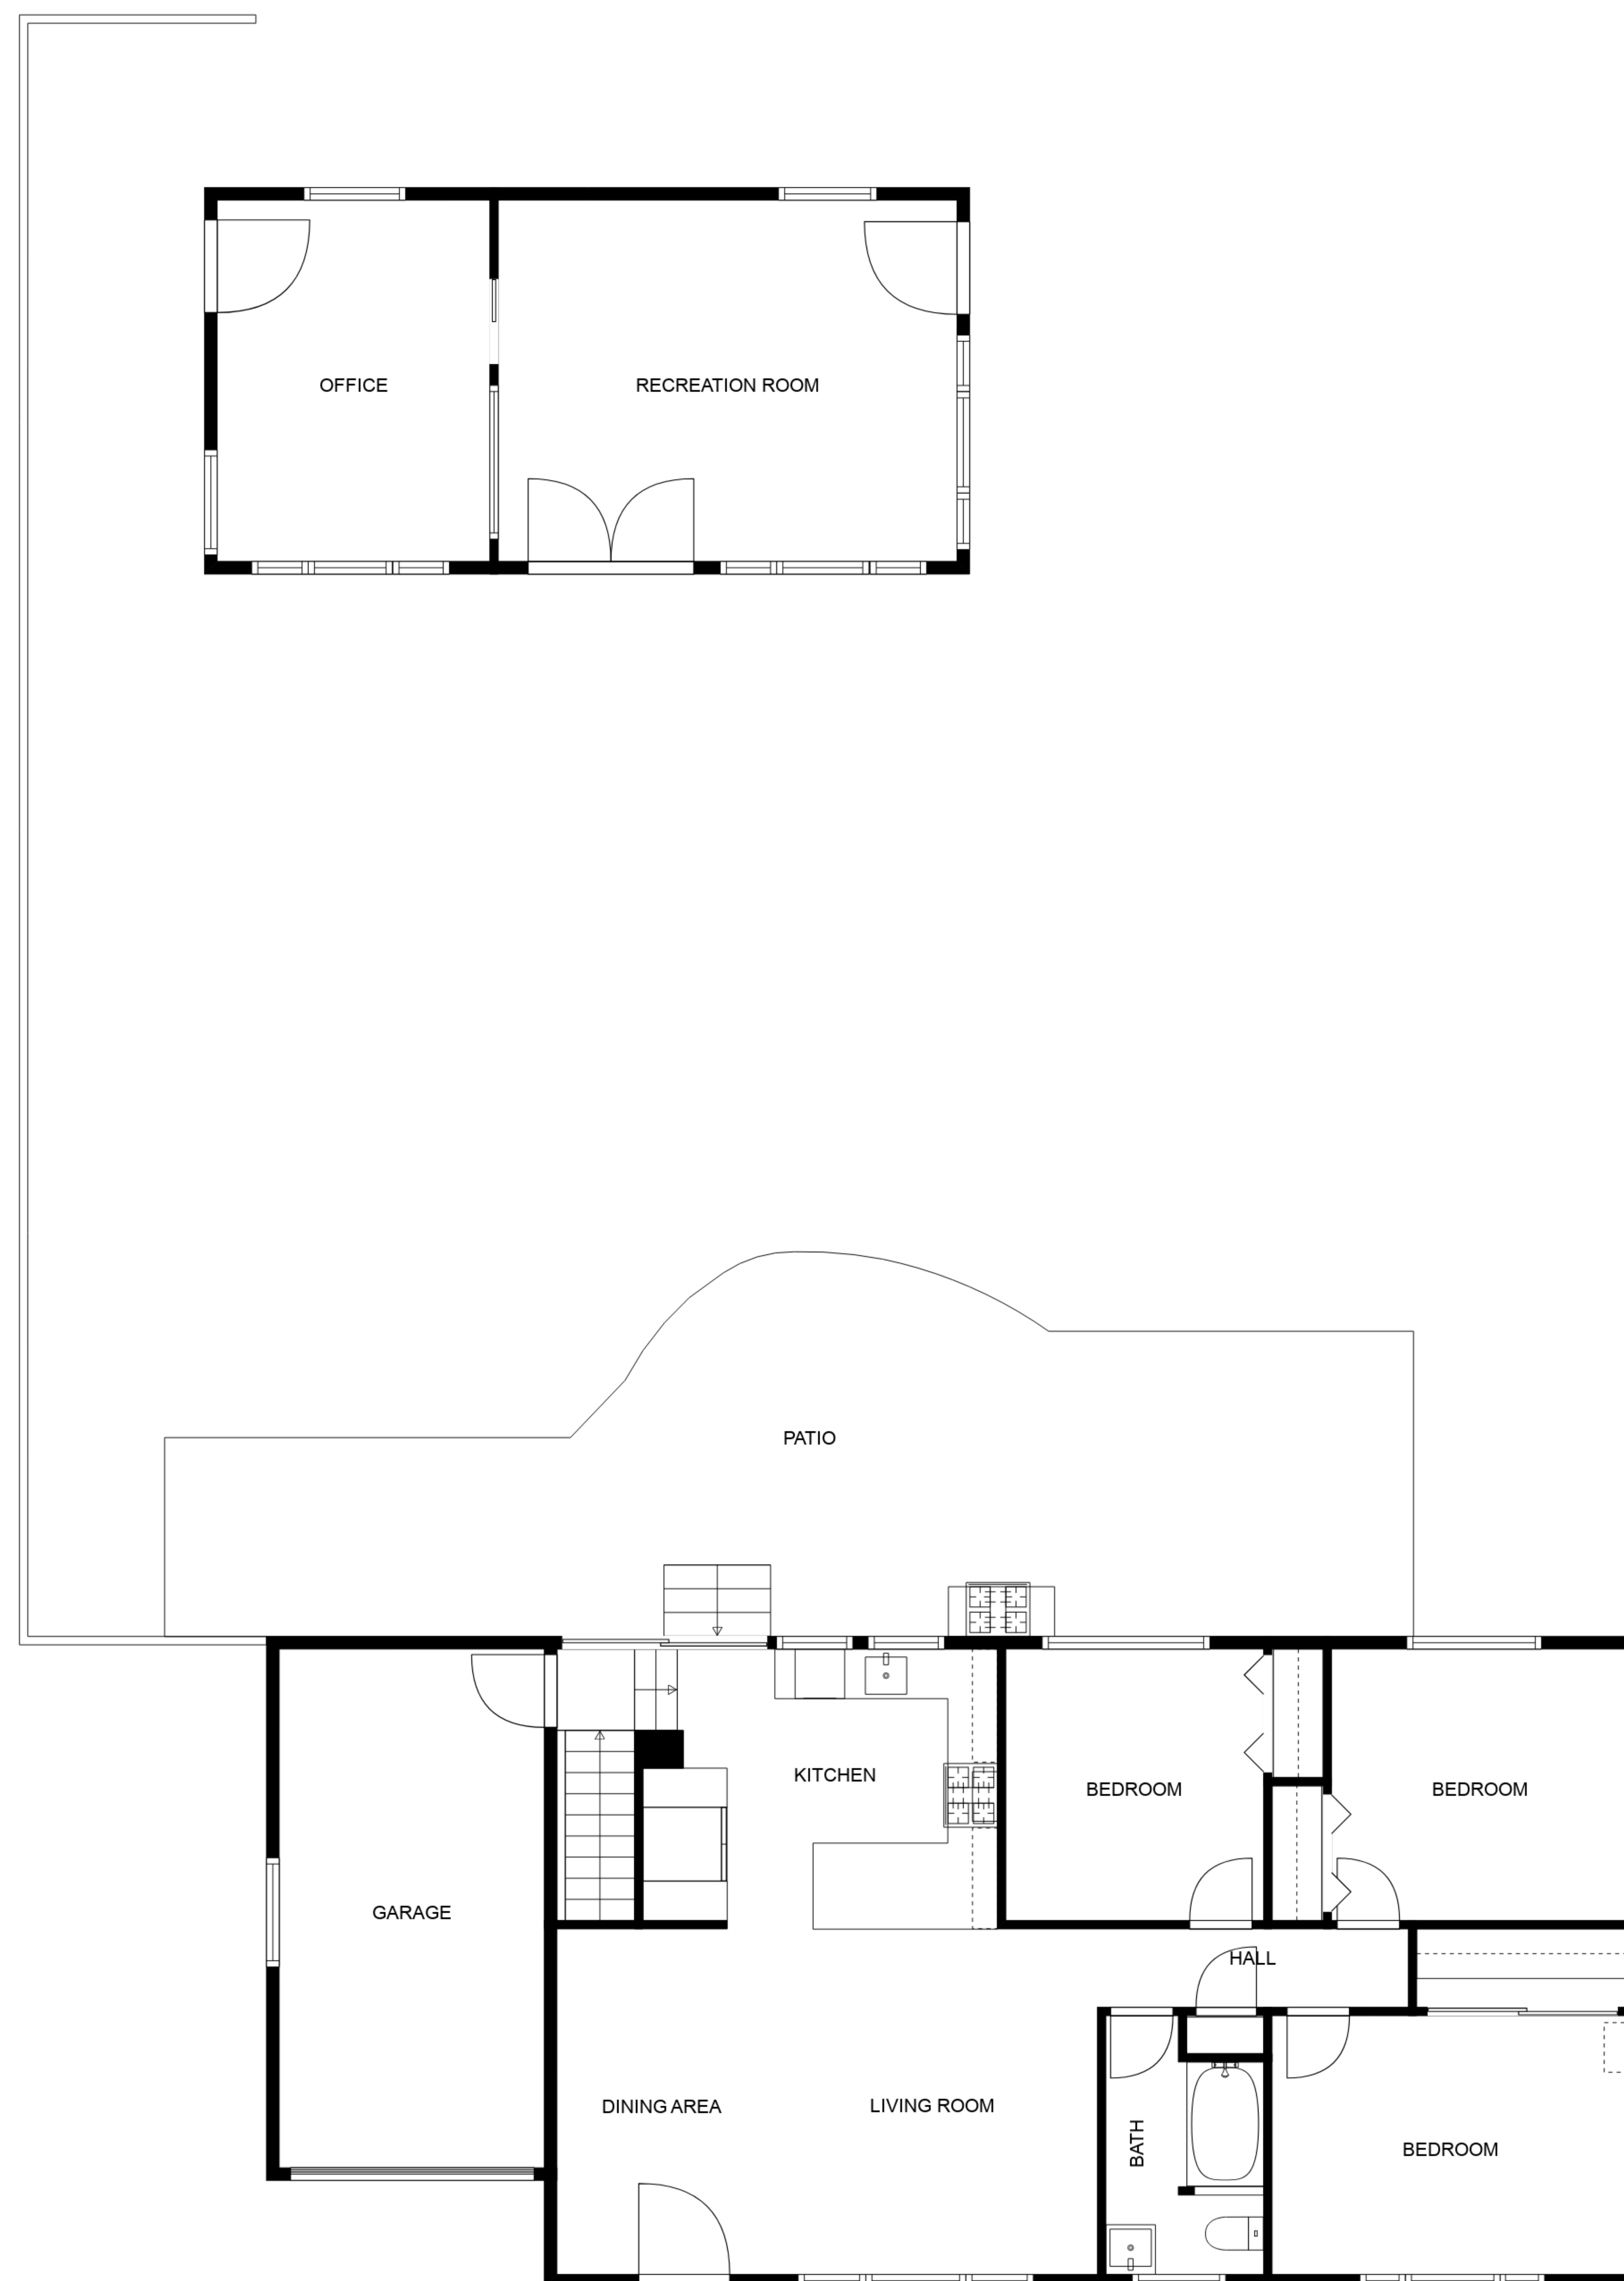 OFFICE
RECREATION ROOM
PATIO
KITCHEN
BEDROOM
BEDROOM
GARAGE
HALL
DINING AREA
LIVING ROOM
BATH
BEDROOM